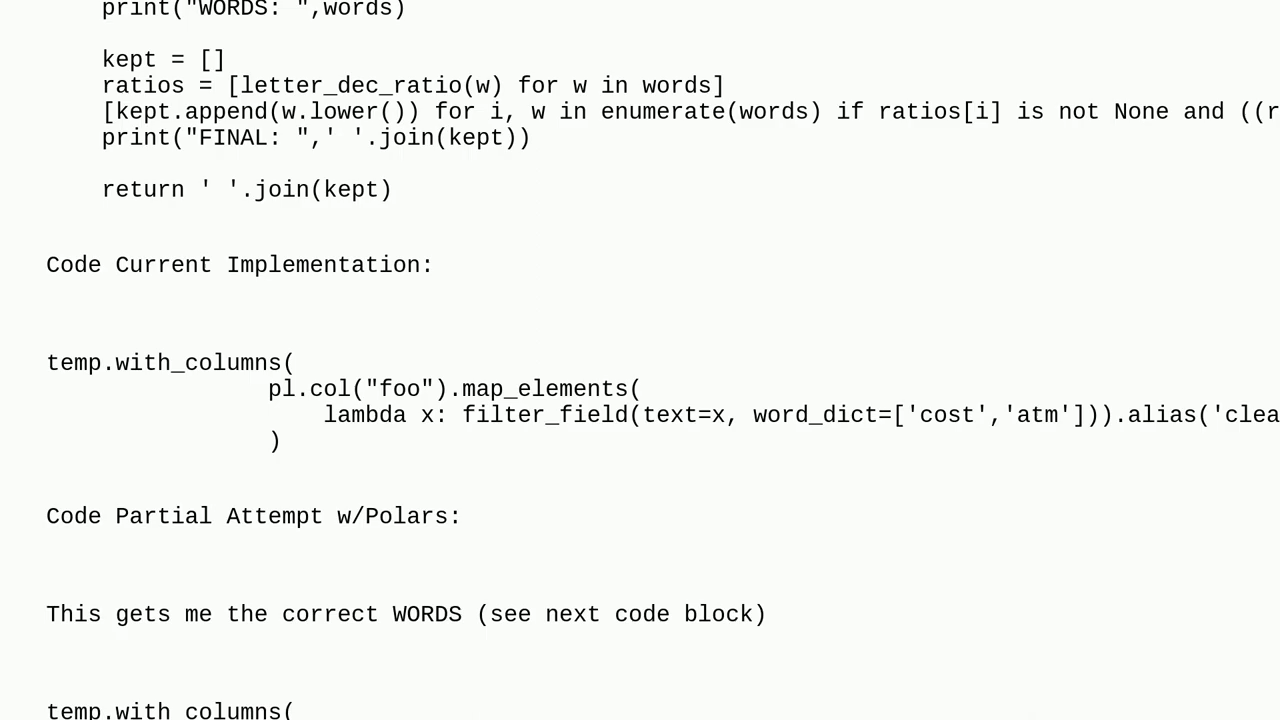 print("WORDS: ",words)
kept = []
ratios = [letter_dec_ratio(w) for w in words]
[kept.append(w.lower()) for i, w in enumerate(words) if ratios[i] is not None and ((r
print("FINAL: ",' '.join(kept))
return ' '.join(kept)
Code Current Implementation:
temp.with_columns(
pl.col("foo").map_elements(
lambda x: filter_field(text=x, word_dict=['cost','atm'])).alias('clea
)
Code Partial Attempt w/Polars:
This gets me the correct WORDS (see next code block)
temp.with_columns(